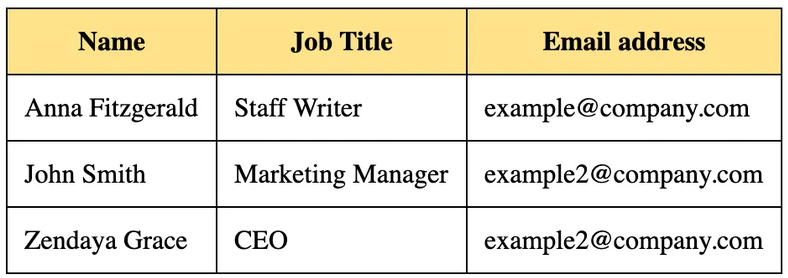 Name Job Title Email address
Anna Fitzgerald Staff Writer example@company.com
John Smith Marketing Manager example2@company.com
Zendaya Grace CEO example2@company.com